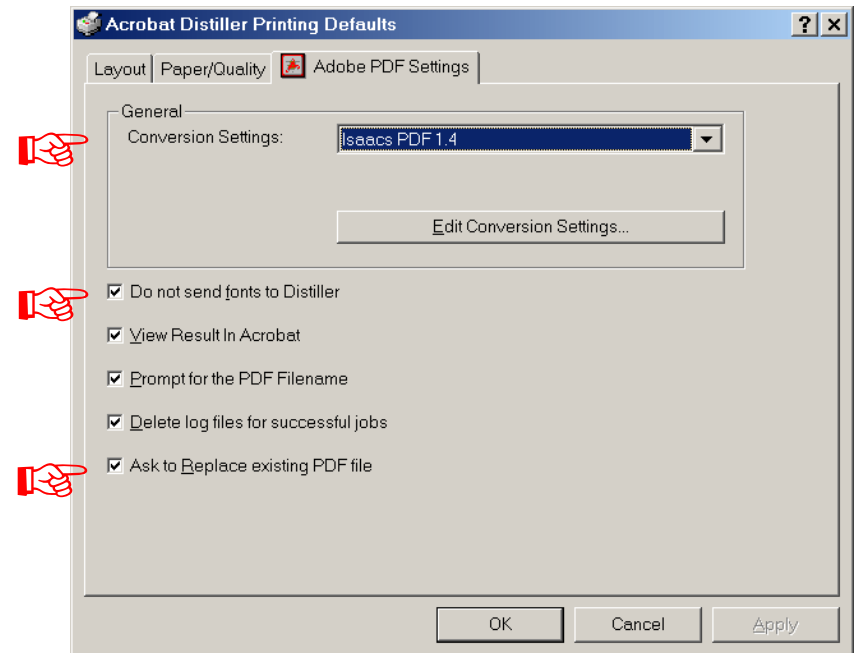 Acrobat Distiller Printing Defaults
Layout Paper/Quality Adobe PDF Settings
General
Conversion Settings: Isaacs PDF 1.4
Edit Conversion Settings...
Do not send fonts to Distiller
View Result In Acrobat
Prompt for the PDF Filename
Delete log files for successful jobs
Ask to Replace existing PDF file
OK Cancel Apply